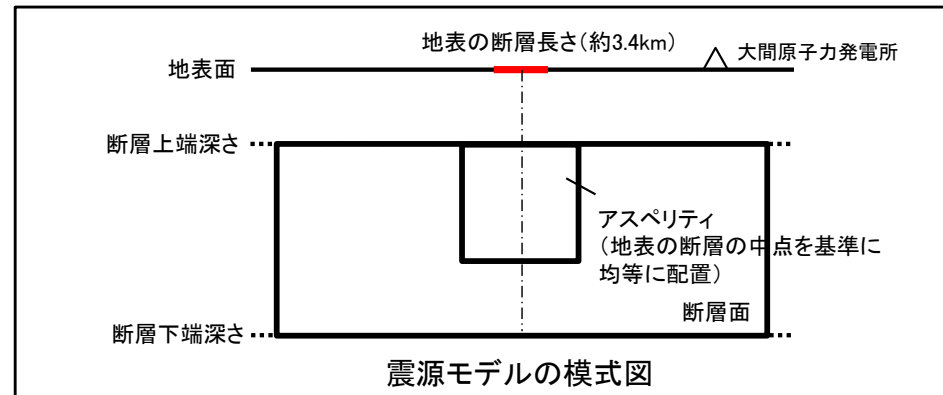 地表の断層長さ（約3.4km）
大間原子力発電所
地表面
断層上端深さ
アスペリティ
（地表の断層の中点を基準に
均等に配置）
断層面
断層下端深さ
震源モデルの模式図